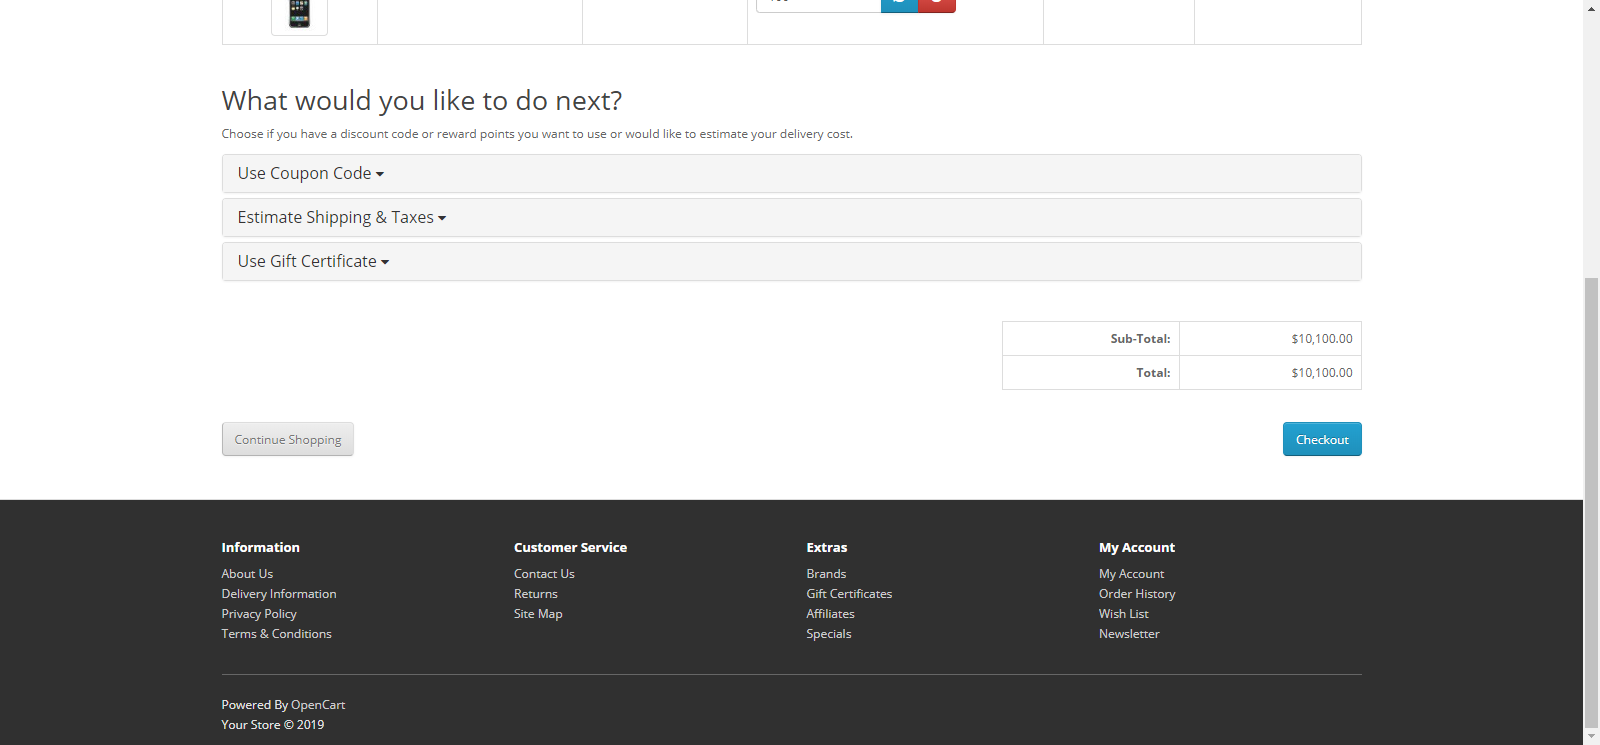 What would you like to do next?
Choose if you have a discount code or reward points you want to use or would like to estimate your delivery cost.
Use Coupon Code
Estimate Shipping & Taxes
Use Gift Certificate
Sub-Total: $10,100.00
Total: $10,100.00
Continue Shopping Checkout
Information Customer Service Extras My Account
About Us Contact Us Brands My Account
Delivery Information Returns Gift Certificates Order History
Privacy Policy Site Map Affiliates Wish List
Terms & Conditions Specials Newsletter
Powered By OpenCart
Your Store © 2019